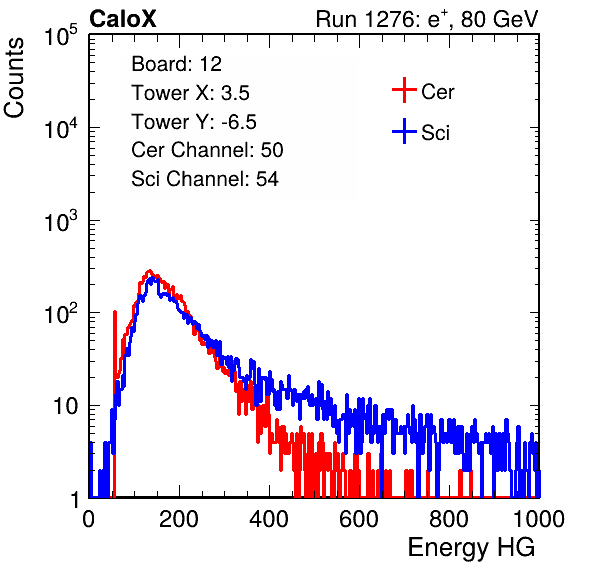 CaloX Run 1276: e⁺, 80 GeV
Counts
10⁵
10⁴
10³
10²
10
1
Board: 12
Tower X: 3.5
Tower Y: -6.5
Cer Channel: 50
Sci Channel: 54
Cer
Sci
0 200 400 600 800 1000
Energy HG